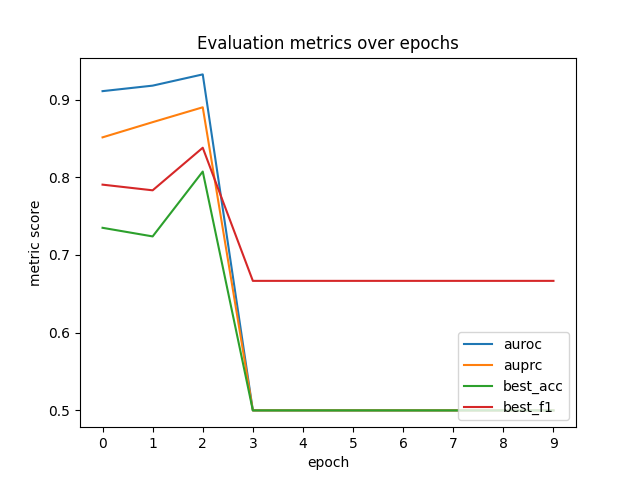 Evaluation metrics over epochs
metric score
0.9
0.8
0.7
0.6
0.5
0 1 2 3 4 5 6 7 8 9
epoch
auroc
auprc
best_acc
best_f1